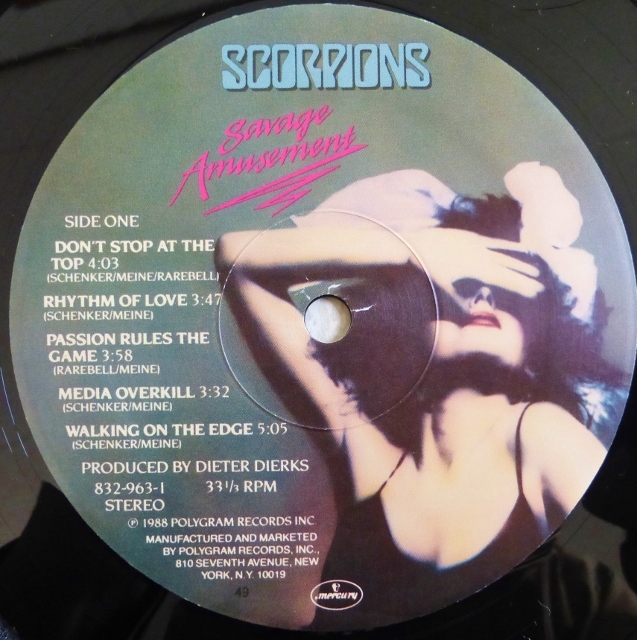 SCORPIONS
Savage
Amusement
SIDE ONE
DON'T STOP AT THE
TOP 4:03
(SCHENKER/MEINE/RAREBELL)
RHYTHM OF LOVE 3:47
(SCHENKER/MEINE)
PASSION RULES THE
GAME 3:58
(RAREBELL/MEINE)
MEDIA OVERKILL 3:32
(SCHENKER/MEINE)
WALKING ON THE EDGE 5:05
(SCHENKER/MEINE)
PRODUCED BY DIETER DIERKS
832-963-1 33 1/3 RPM
STEREO
℗ 1988 POLYGRAM RECORDS INC.
MANUFACTURED AND MARKETED
BY POLYGRAM RECORDS, INC.,
810 SEVENTH AVENUE, NEW
YORK, N.Y. 10019
49
mercury